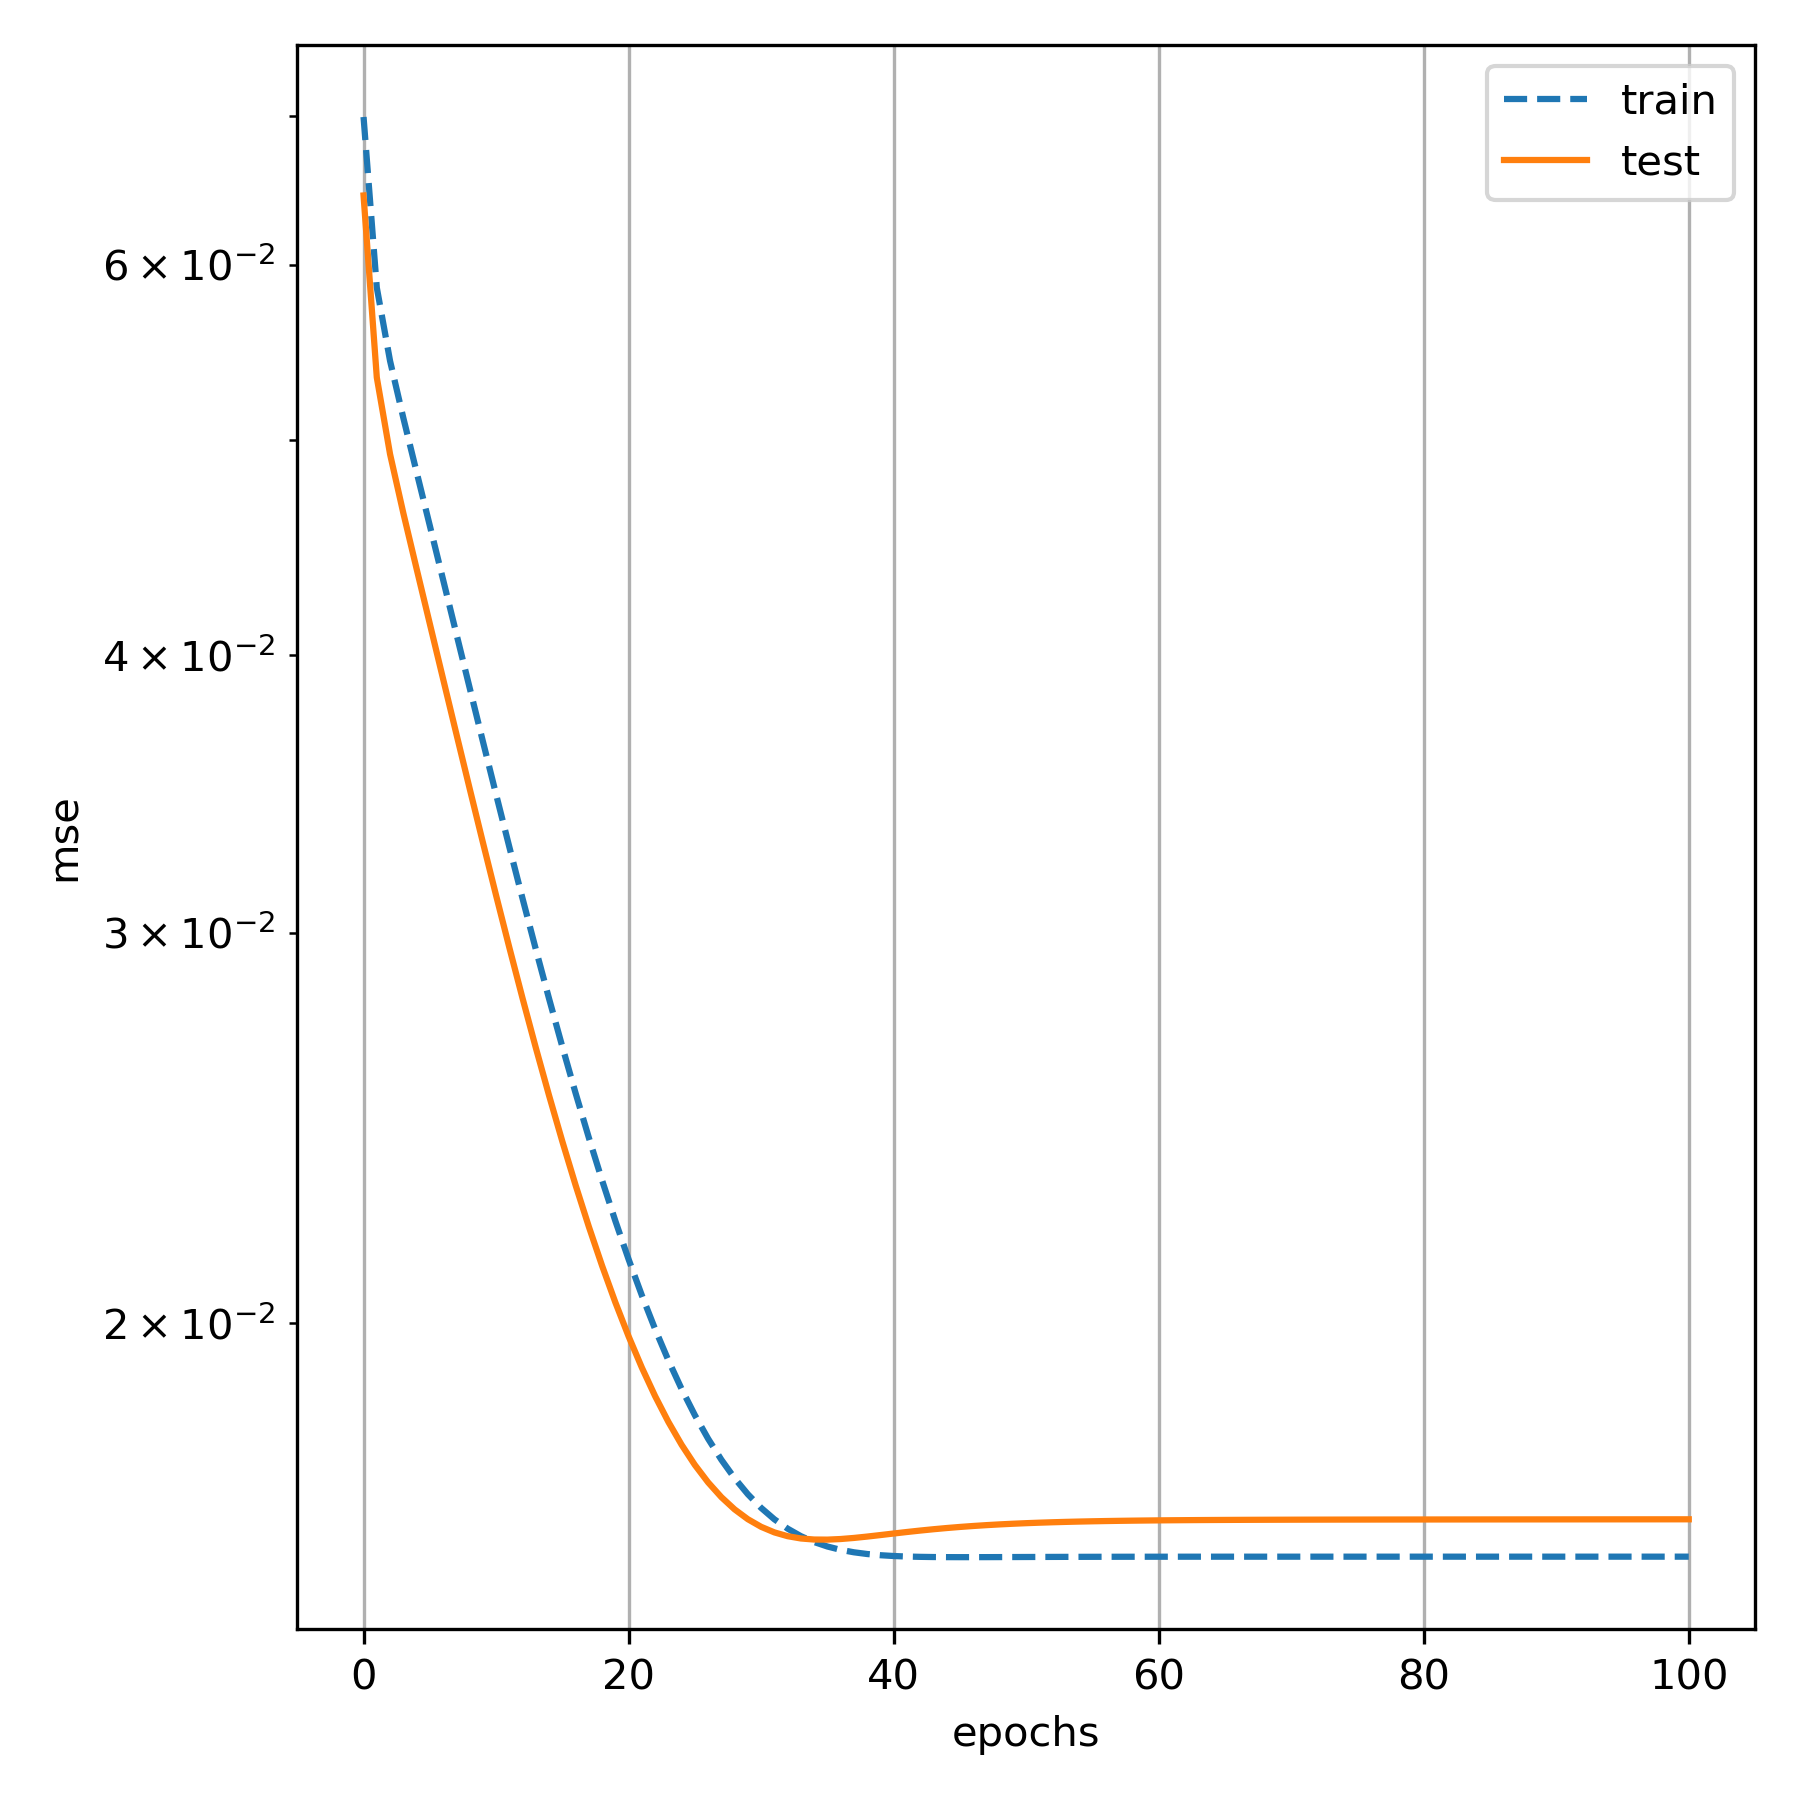 train
test
6 × 10⁻²
4 × 10⁻²
3 × 10⁻²
2 × 10⁻²
mse
0 20 40 60 80 100
epochs